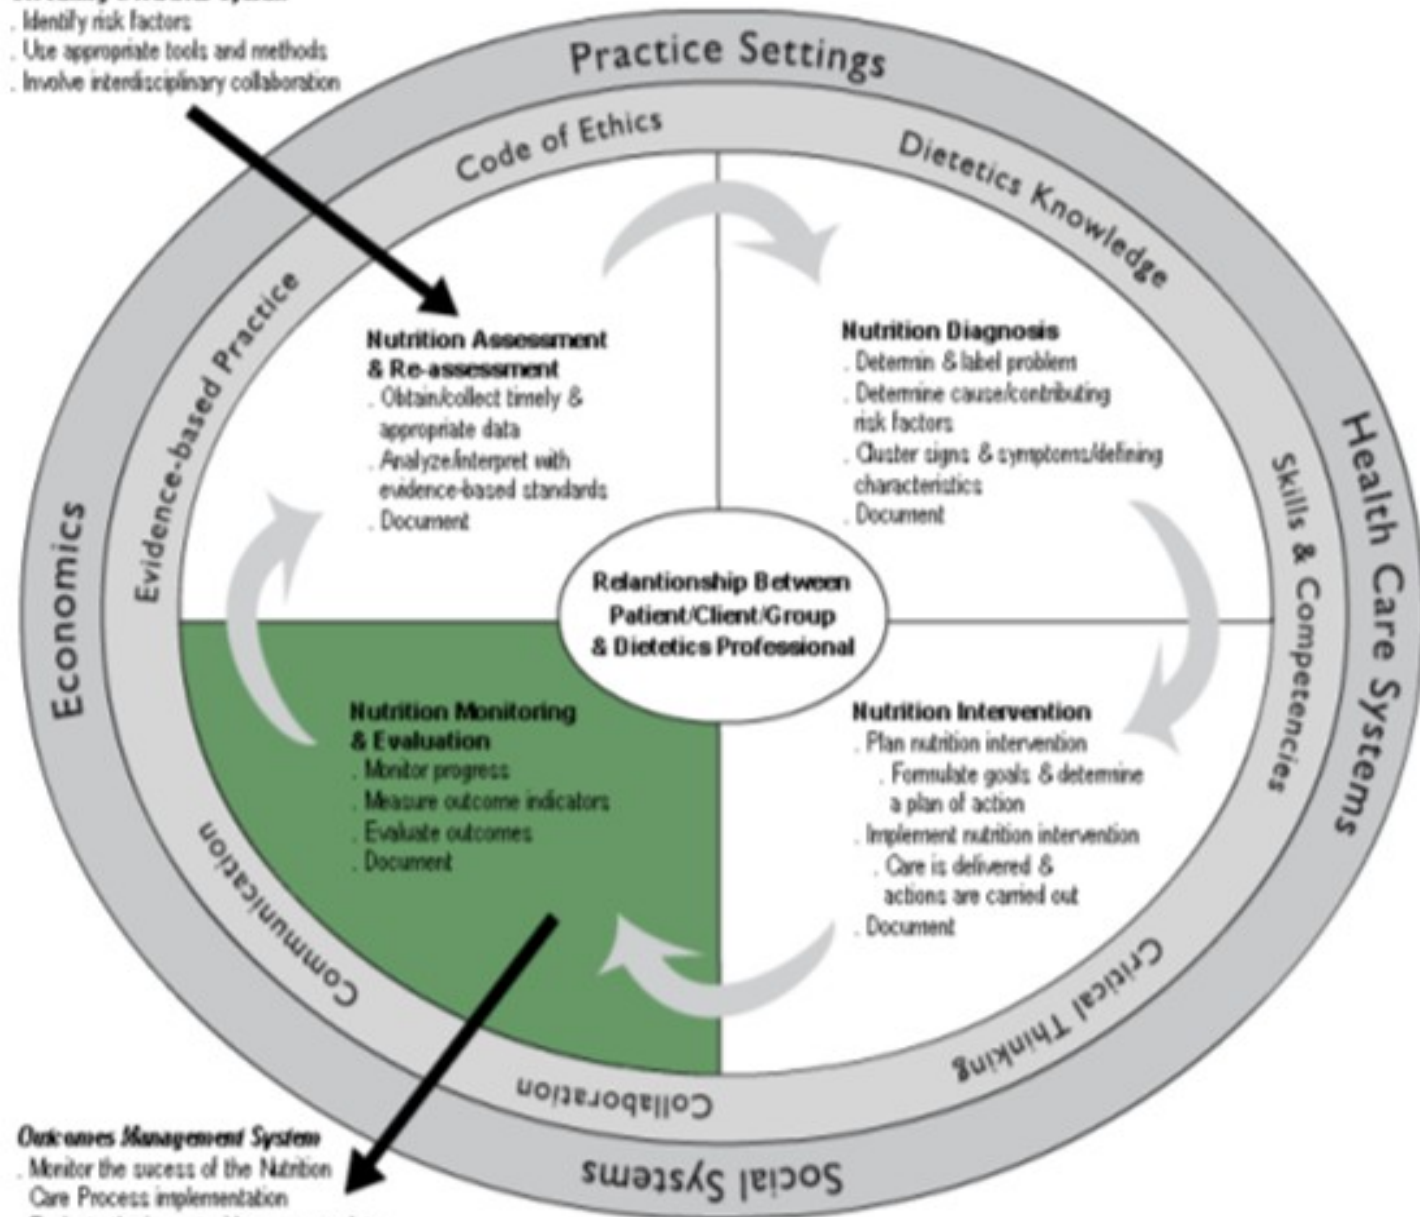 . Identify risk factors
. Use appropriate tools and methods
. Involve interdisciplinary collaboration
Practice Settings
Code of Ethics
Dietetics Knowledge
Evidence-based Practice
Economics
Health Care Systems
Skills & Competencies
Nutrition Assessment
& Re-assessment
. Obtain/collect timely &
appropriate data
. Analyze/interpret with
evidence-based standards
. Document
Nutrition Diagnosis
. Determin & label problem
. Determine cause/contributing
risk factors
. Cluster signs & symptoms/defining
characteristics
. Document
Relantionship Between
Patient/Client/Group
& Dietetics Professional
Nutrition Monitoring
& Evaluation
. Monitor progress
. Measure outcome indicators
. Evaluate outcomes
. Document
Nutrition Intervention
. Plan nutrition intervention
. Formulate goals & determine
a plan of action
. Implement nutrition intervention
. Care is delivered &
actions are carried out
. Document
Communication
Collaboration
Critical Thinking
Social Systems
Outcomes Management System
. Monitor the sucess of the Nutrition
Care Process implementation